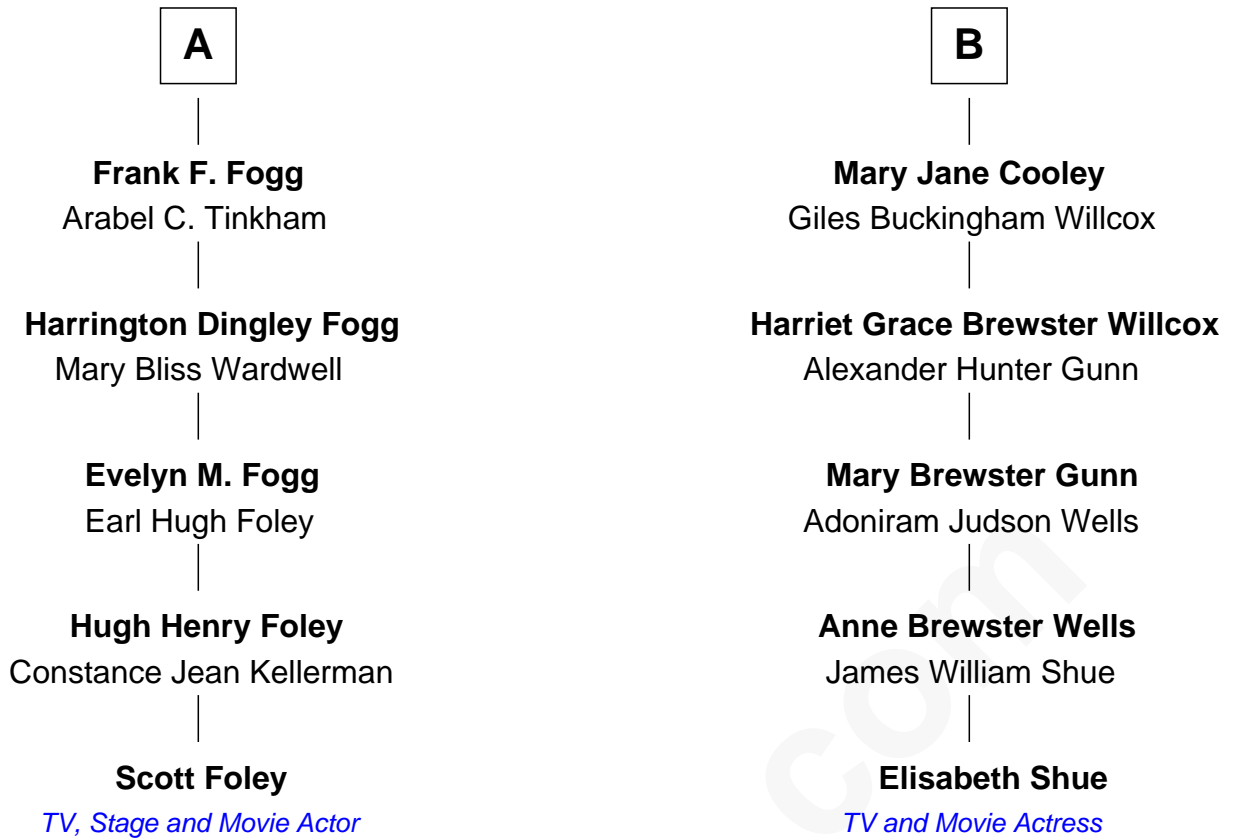 A
Frank F. Fogg
Arabel C. Tinkham
Harrington Dingley Fogg
Mary Bliss Wardwell
Evelyn M. Fogg
Earl Hugh Foley
Hugh Henry Foley
Constance Jean Kellerman
Scott Foley
TV, Stage and Movie Actor
B
Mary Jane Cooley
Giles Buckingham Willcox
Harriet Grace Brewster Willcox
Alexander Hunter Gunn
Mary Brewster Gunn
Adoniram Judson Wells
Anne Brewster Wells
James William Shue
Elisabeth Shue
TV and Movie Actress
com